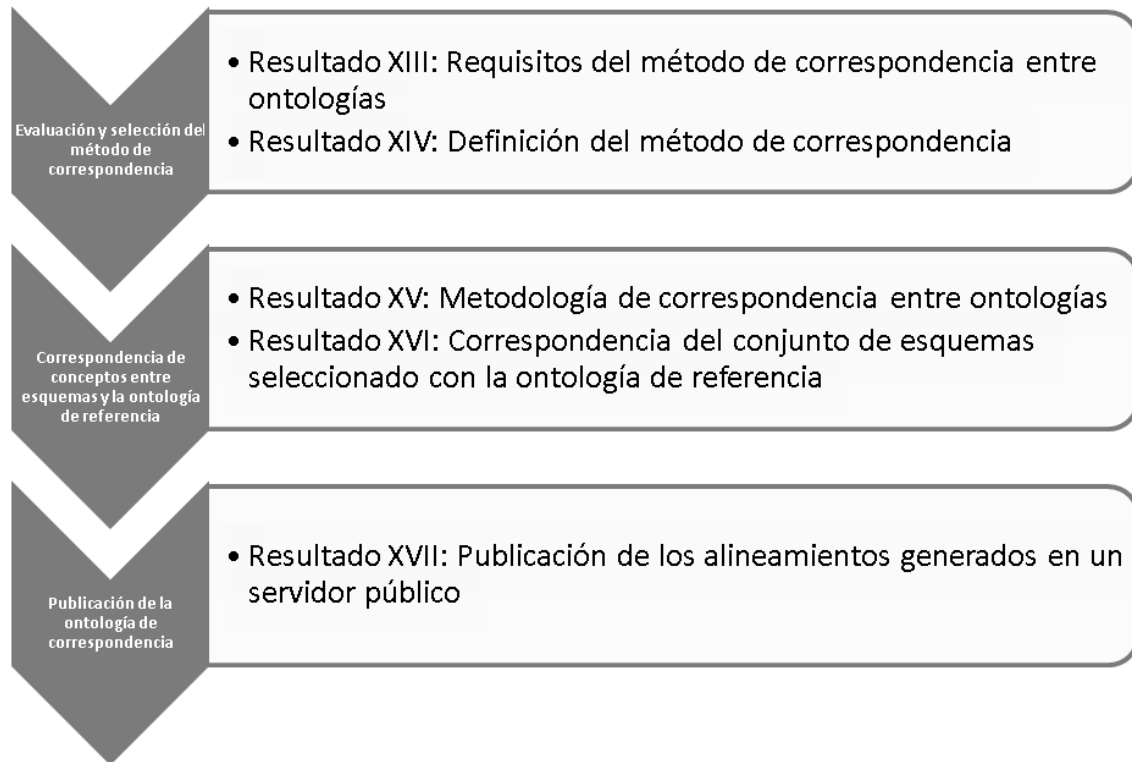 Evaluación y selección del
método de
correspondencia
• Resultado XIII: Requisitos del método de correspondencia entre
ontologías
• Resultado XIV: Definición del método de correspondencia
Correspondencia de
conceptos entre
esquemas y la ontología
de referencia
• Resultado XV: Metodología de correspondencia entre ontologías
• Resultado XVI: Correspondencia del conjunto de esquemas
seleccionado con la ontología de referencia
Publicación de la
ontología de
correspondencia
• Resultado XVII: Publicación de los alineamientos generados en un
servidor público